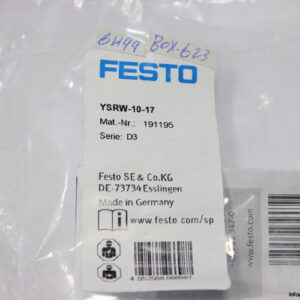 6499 BOX.623
FESTO
YSRW-10-17
Mat.-Nr.: 191195
Serie: D3
Festo SE & Co.KG
DE-73734 Esslingen
Made in Germany
www.festo.com/sp